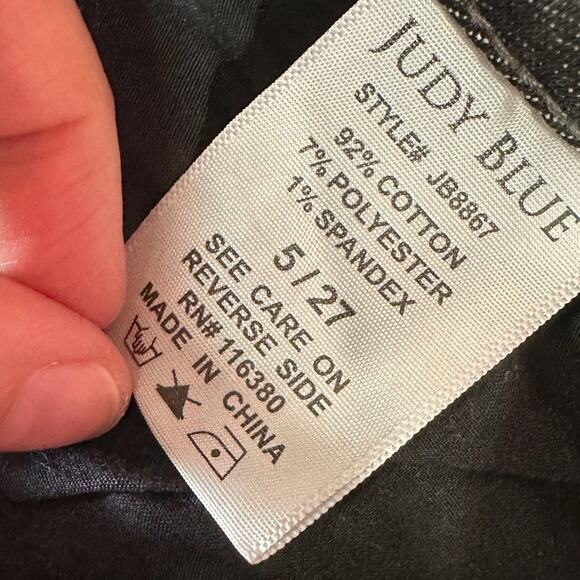 JUDY BLUE
STYLE# JB8867
92% COTTON
7% POLYESTER
1% SPANDEX
5 / 27
SEE CARE ON
REVERSE SIDE
RN# 116380
MADE IN CHINA